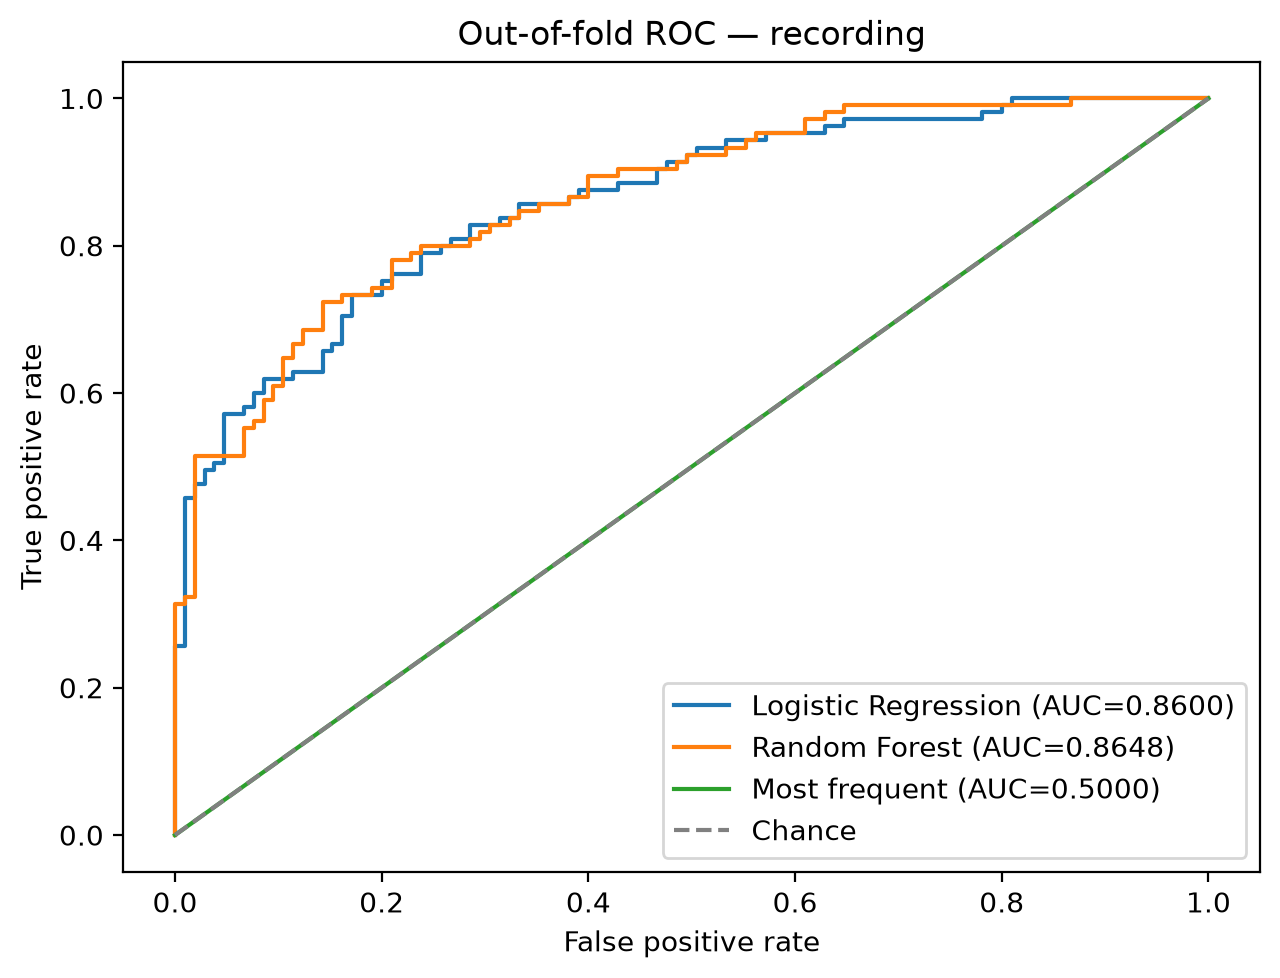 Out-of-fold ROC — recording
True positive rate
1.0
0.8
0.6
0.4
0.2
0.0
Logistic Regression (AUC=0.8600)
Random Forest (AUC=0.8648)
Most frequent (AUC=0.5000)
Chance
0.0 0.2 0.4 0.6 0.8 1.0
False positive rate